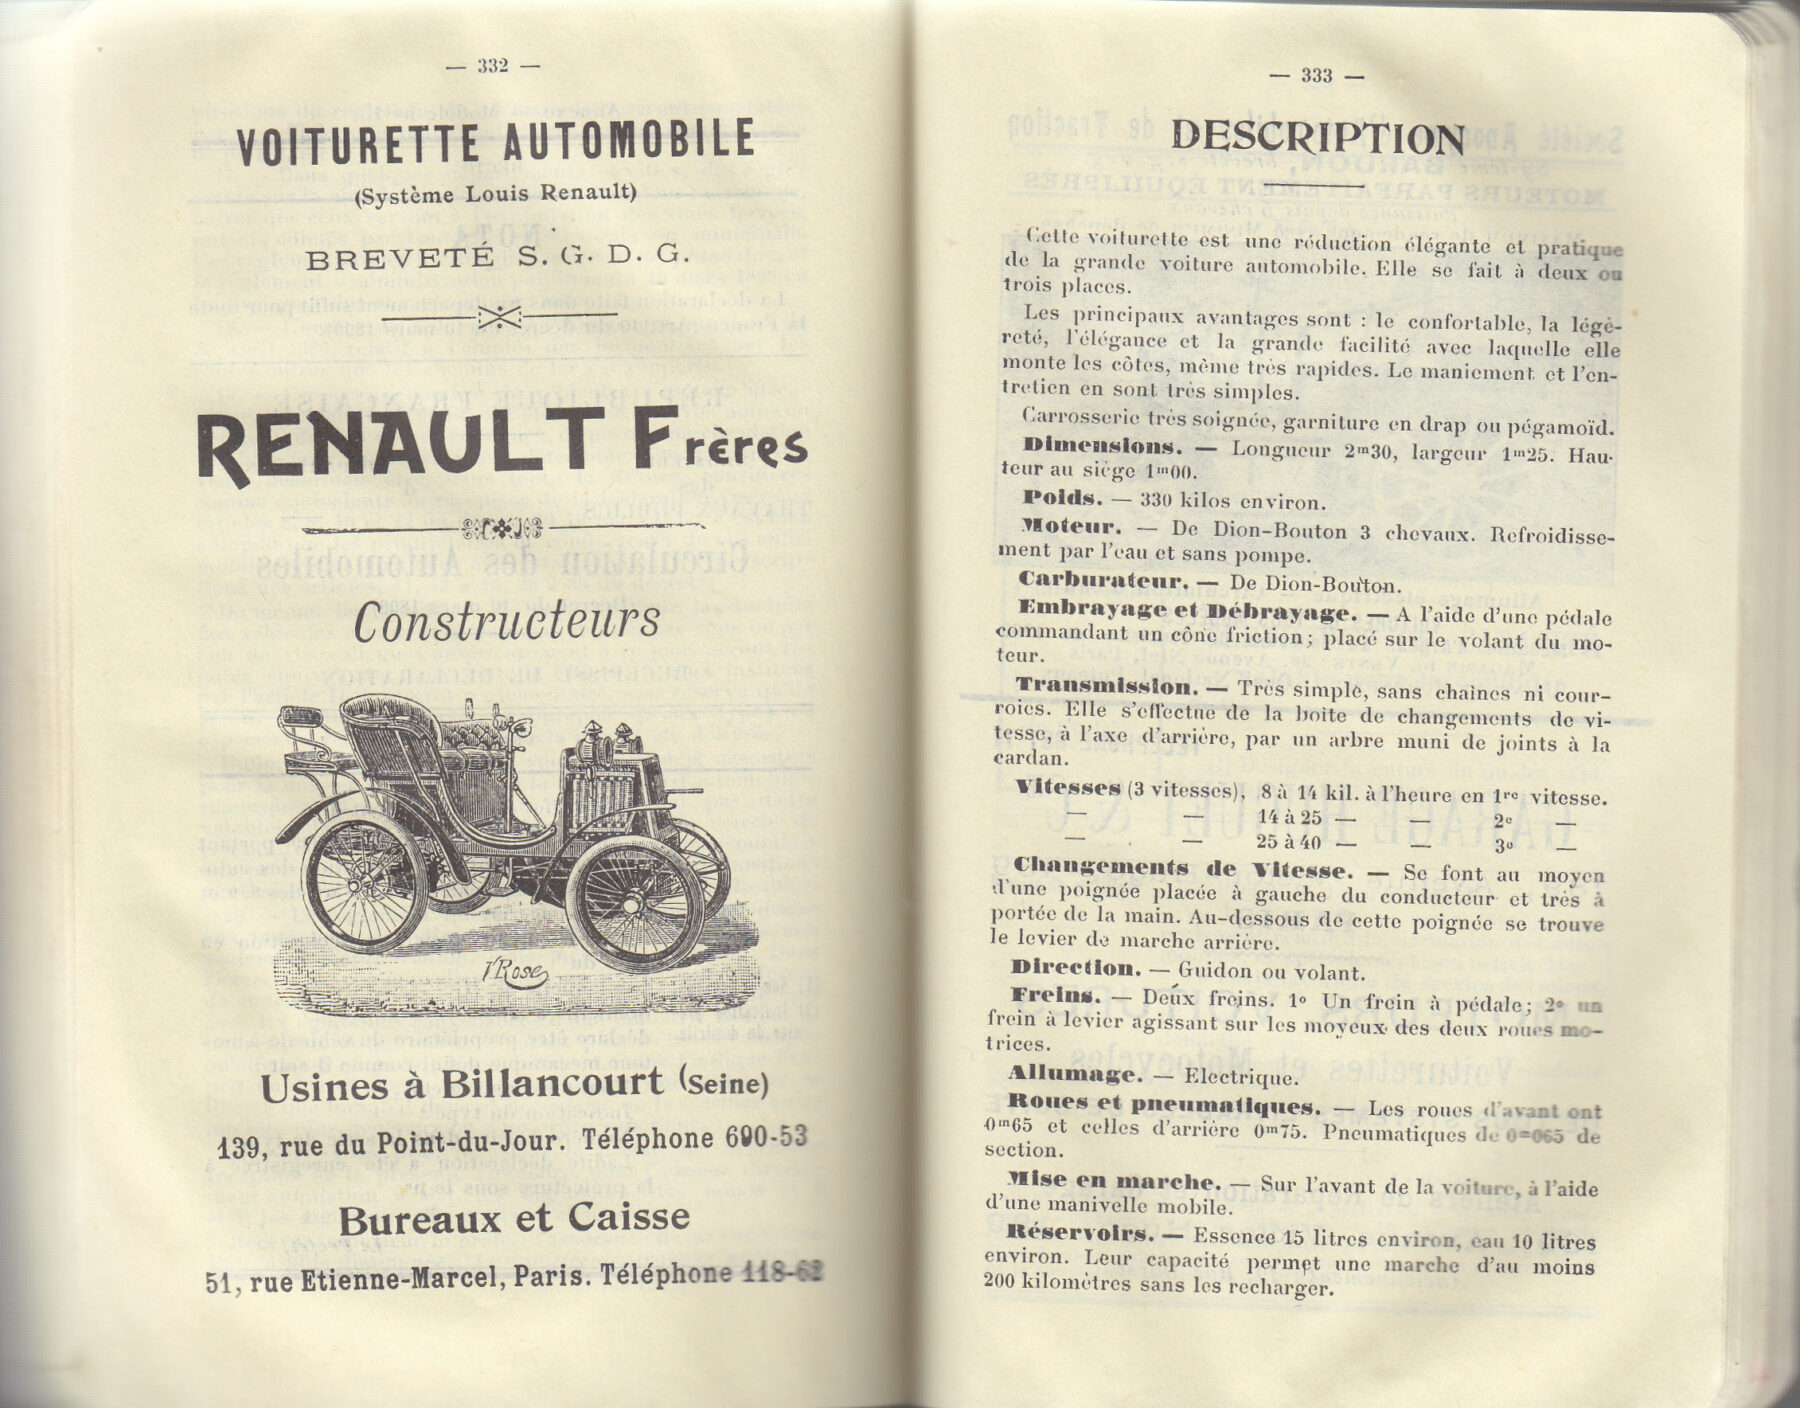 — 332 —
VOITURETTE AUTOMOBILE
(Système Louis Renault)
BREVETÉ S. G. D. G.
RENAULT Frères
Constructeurs
VRose
Usines à Billancourt (Seine)
139, rue du Point-du-Jour. Téléphone 690-53
Bureaux et Caisse
51, rue Etienne-Marcel, Paris. Téléphone 118-62
— 333 —
DESCRIPTION
Cette voiturette est une réduction élégante et pratique
de la grande voiture automobile. Elle se fait à deux ou
trois places.
Les principaux avantages sont : le confortable, la légè-
reté, l'élégance et la grande facilité avec laquelle elle
monte les côtes, même très rapides. Le maniement et l'en-
tretien en sont très simples.
Carrosserie très soignée, garniture en drap ou pégamoïd.
Dimensions. — Longueur 2m30, largeur 1m25. Hau-
teur au siège 1m00.
Poids. — 330 kilos environ.
Moteur. — De Dion-Bouton 3 chevaux. Refroidisse-
ment par l'eau et sans pompe.
Carburateur. — De Dion-Bouton.
Embrayage et Débrayage. — A l'aide d'une pédale
commandant un cône friction; placé sur le volant du mo-
teur.
Transmission. — Très simple, sans chaînes ni cour-
roies. Elle s'effectue de la boîte de changements de vi-
tesse, à l'axe d'arrière, par un arbre muni de joints à la
cardan.
Vitesses (3 vitesses), 8 à 14 kil. à l'heure en 1re vitesse.
— — 14 à 25 — — 2e —
— — 25 à 40 — — 3e —
Changements de Vitesse. — Se font au moyen
d'une poignée placée à gauche du conducteur et très à
portée de la main. Au-dessous de cette poignée se trouve
le levier de marche arrière.
Direction. — Guidon ou volant.
Freins. — Deux freins. 1o Un frein à pédale; 2o un
frein à levier agissant sur les moyeux des deux roues mo-
trices.
Allumage. — Electrique.
Roues et pneumatiques. — Les roues d'avant ont
0m65 et celles d'arrière 0m75. Pneumatiques de 0m065 de
section.
Mise en marche. — Sur l'avant de la voiture, à l'aide
d'une manivelle mobile.
Réservoirs. — Essence 15 litres environ, eau 10 litres
environ. Leur capacité permet une marche d'au moins
200 kilomètres sans les recharger.